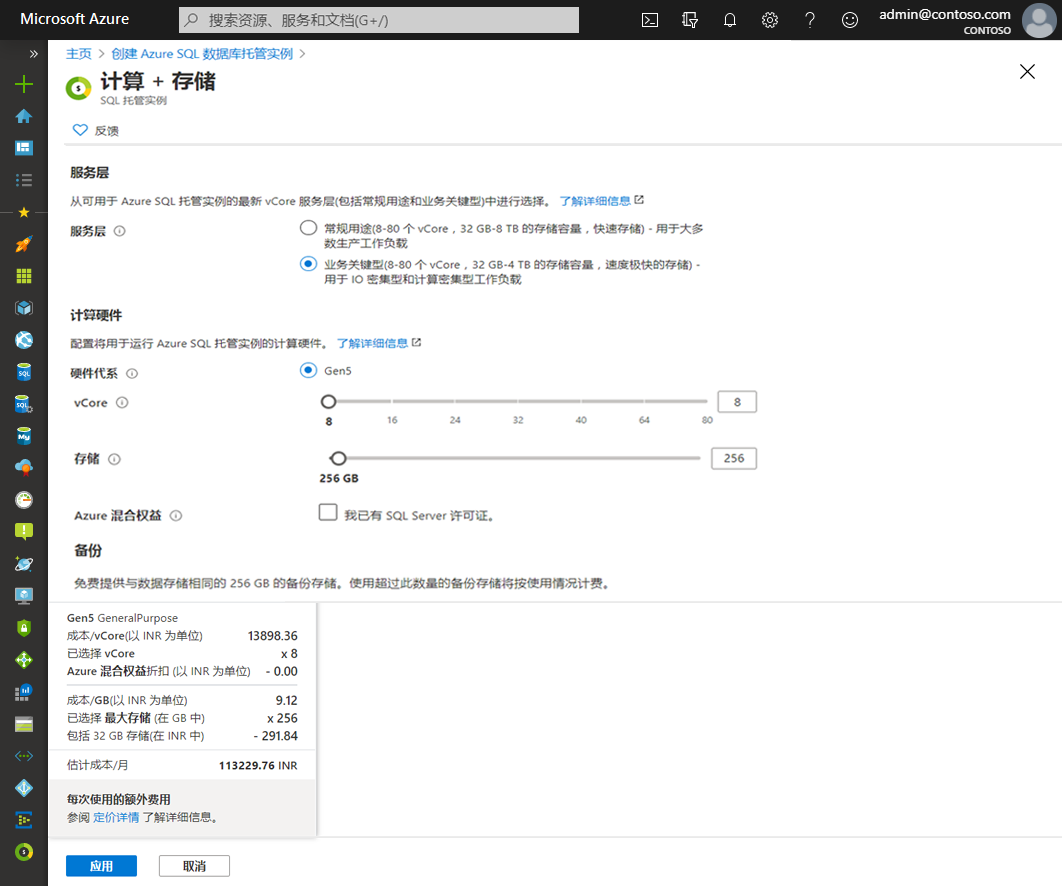 Microsoft Azure
搜索资源、服务和文档(G+/)
admin@contoso.com
CONTOSO
主页 > 创建 Azure SQL 数据库托管实例 >
计算 + 存储
SQL 托管实例
反馈
服务层
从可用于 Azure SQL 托管实例的最新 vCore 服务层(包括常规用途和业务关键型)中进行选择。 了解详细信息
服务层
常规用途(8-80 个 vCore，32 GB-8 TB 的存储容量，快速存储) - 用于大多
数生产工作负载
业务关键型(8-80 个 vCore，32 GB-4 TB 的存储容量，速度极快的存储) -
用于 IO 密集型和计算密集型工作负载
计算硬件
配置将用于运行 Azure SQL 托管实例的计算硬件。 了解详细信息
硬件代系
Gen5
vCore
8
8 16 24 32 40 64 80
存储
256
256 GB
Azure 混合权益
我已有 SQL Server 许可证。
备份
免费提供与数据存储相同的 256 GB 的备份存储。使用超过此数量的备份存储将按使用情况计费。
Gen5 GeneralPurpose
成本/vCore(以 INR 为单位) 13898.36
已选择 vCore x 8
Azure 混合权益折扣 (以 INR 为单位) - 0.00
成本/GB(以 INR 为单位) 9.12
已选择 最大存储 (在 GB 中) x 256
包括 32 GB 存储(在 INR 中) - 291.84
估计成本/月 113229.76 INR
每次使用的额外费用
参阅 定价详情 了解详细信息。
应用 取消